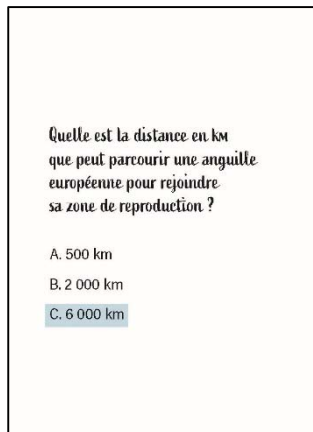 Quelle est la distance en km
que peut parcourir une anguille
européenne pour rejoindre
sa zone de reproduction ?
A. 500 km
B. 2 000 km
C. 6 000 km